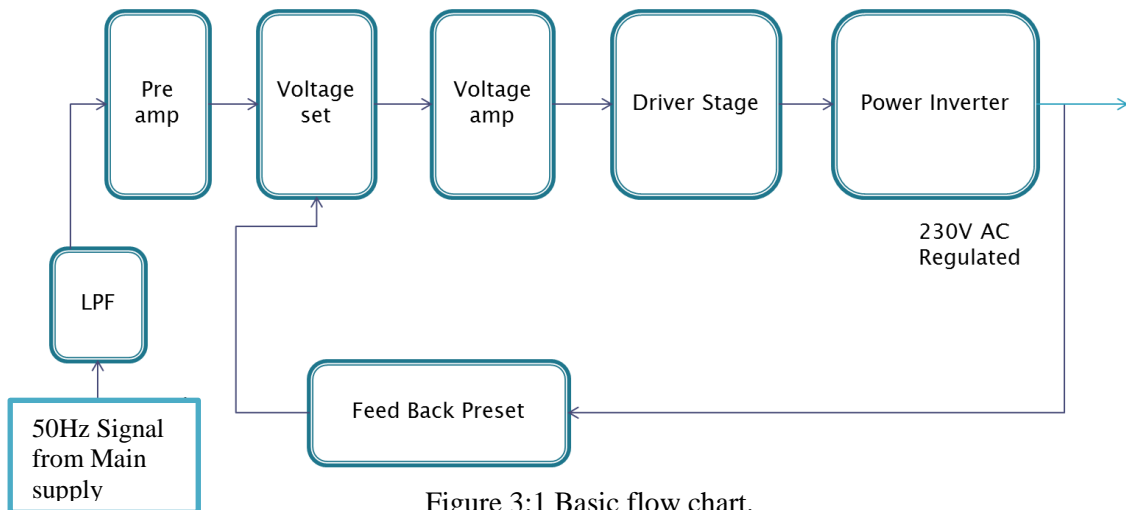 Pre
amp
Voltage
set
Voltage
amp
Driver Stage
Power Inverter
230V AC
Regulated
LPF
Feed Back Preset
50Hz Signal
from Main
supply
Figure 3:1 Basic flow chart.